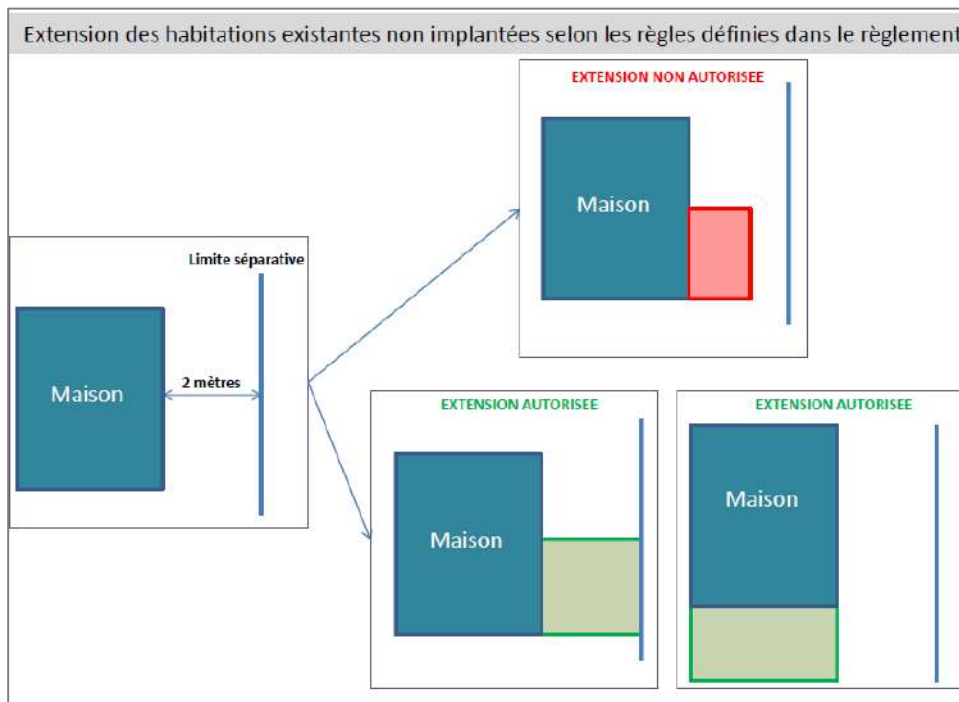 Extension des habitations existantes non implantées selon les règles définies dans le règlement
EXTENSION NON AUTORISEE
Maison
Limite séparative
2 mètres
Maison
EXTENSION AUTORISEE
Maison
EXTENSION AUTORISEE
Maison